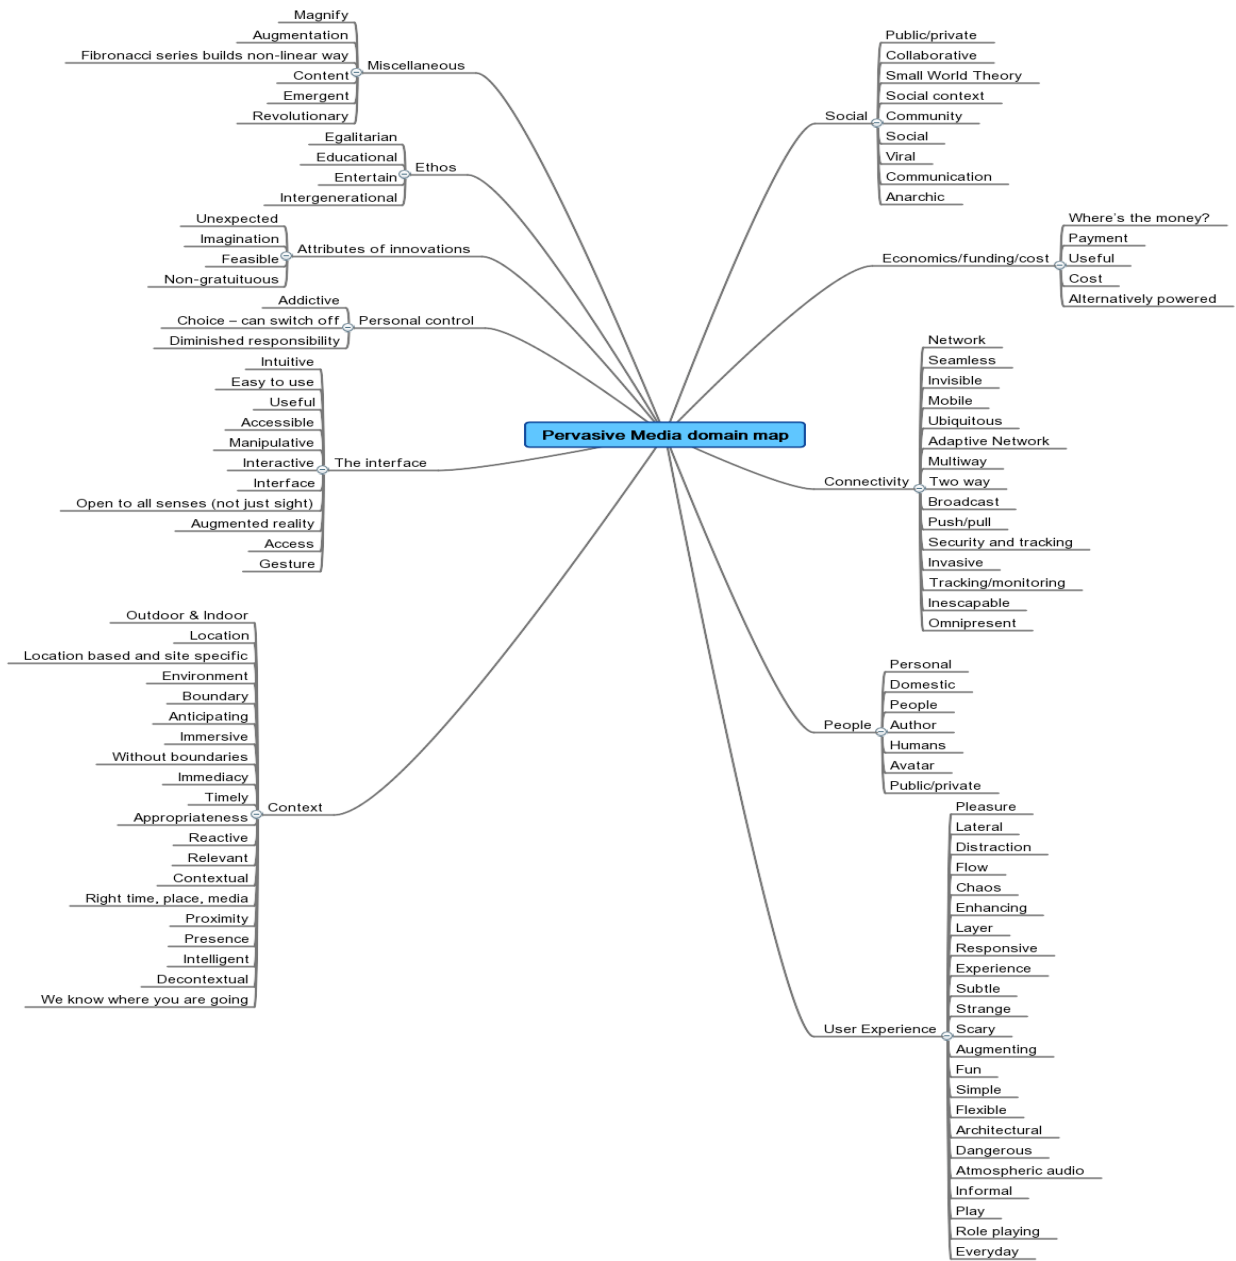 Magnify
Augmentation
Fibronacci series builds non-linear way
Content
Emergent
Revolutionary
Miscellaneous
Egalitarian
Educational
Entertain
Intergenerational
Ethos
Unexpected
Imagination
Feasible
Non-gratuituous
Attributes of innovations
Addictive
Choice – can switch off
Diminished responsibility
Personal control
Intuitive
Easy to use
Useful
Accessible
Manipulative
Interactive
Interface
Open to all senses (not just sight)
Augmented reality
Access
Gesture
The interface
Outdoor & Indoor
Location
Location based and site specific
Environment
Boundary
Anticipating
Immersive
Without boundaries
Immediacy
Timely
Appropriateness
Reactive
Relevant
Contextual
Right time, place, media
Proximity
Presence
Intelligent
Decontextual
We know where you are going
Context
Pervasive Media domain map
Social
Public/private
Collaborative
Small World Theory
Social context
Community
Social
Viral
Communication
Anarchic
Economics/funding/cost
Where's the money?
Payment
Useful
Cost
Alternatively powered
Connectivity
Network
Seamless
Invisible
Mobile
Ubiquitous
Adaptive Network
Multiway
Two way
Broadcast
Push/pull
Security and tracking
Invasive
Tracking/monitoring
Inescapable
Omnipresent
People
Personal
Domestic
People
Author
Humans
Avatar
Public/private
User Experience
Pleasure
Lateral
Distraction
Flow
Chaos
Enhancing
Layer
Responsive
Experience
Subtle
Strange
Scary
Augmenting
Fun
Simple
Flexible
Architectural
Dangerous
Atmospheric audio
Informal
Play
Role playing
Everyday